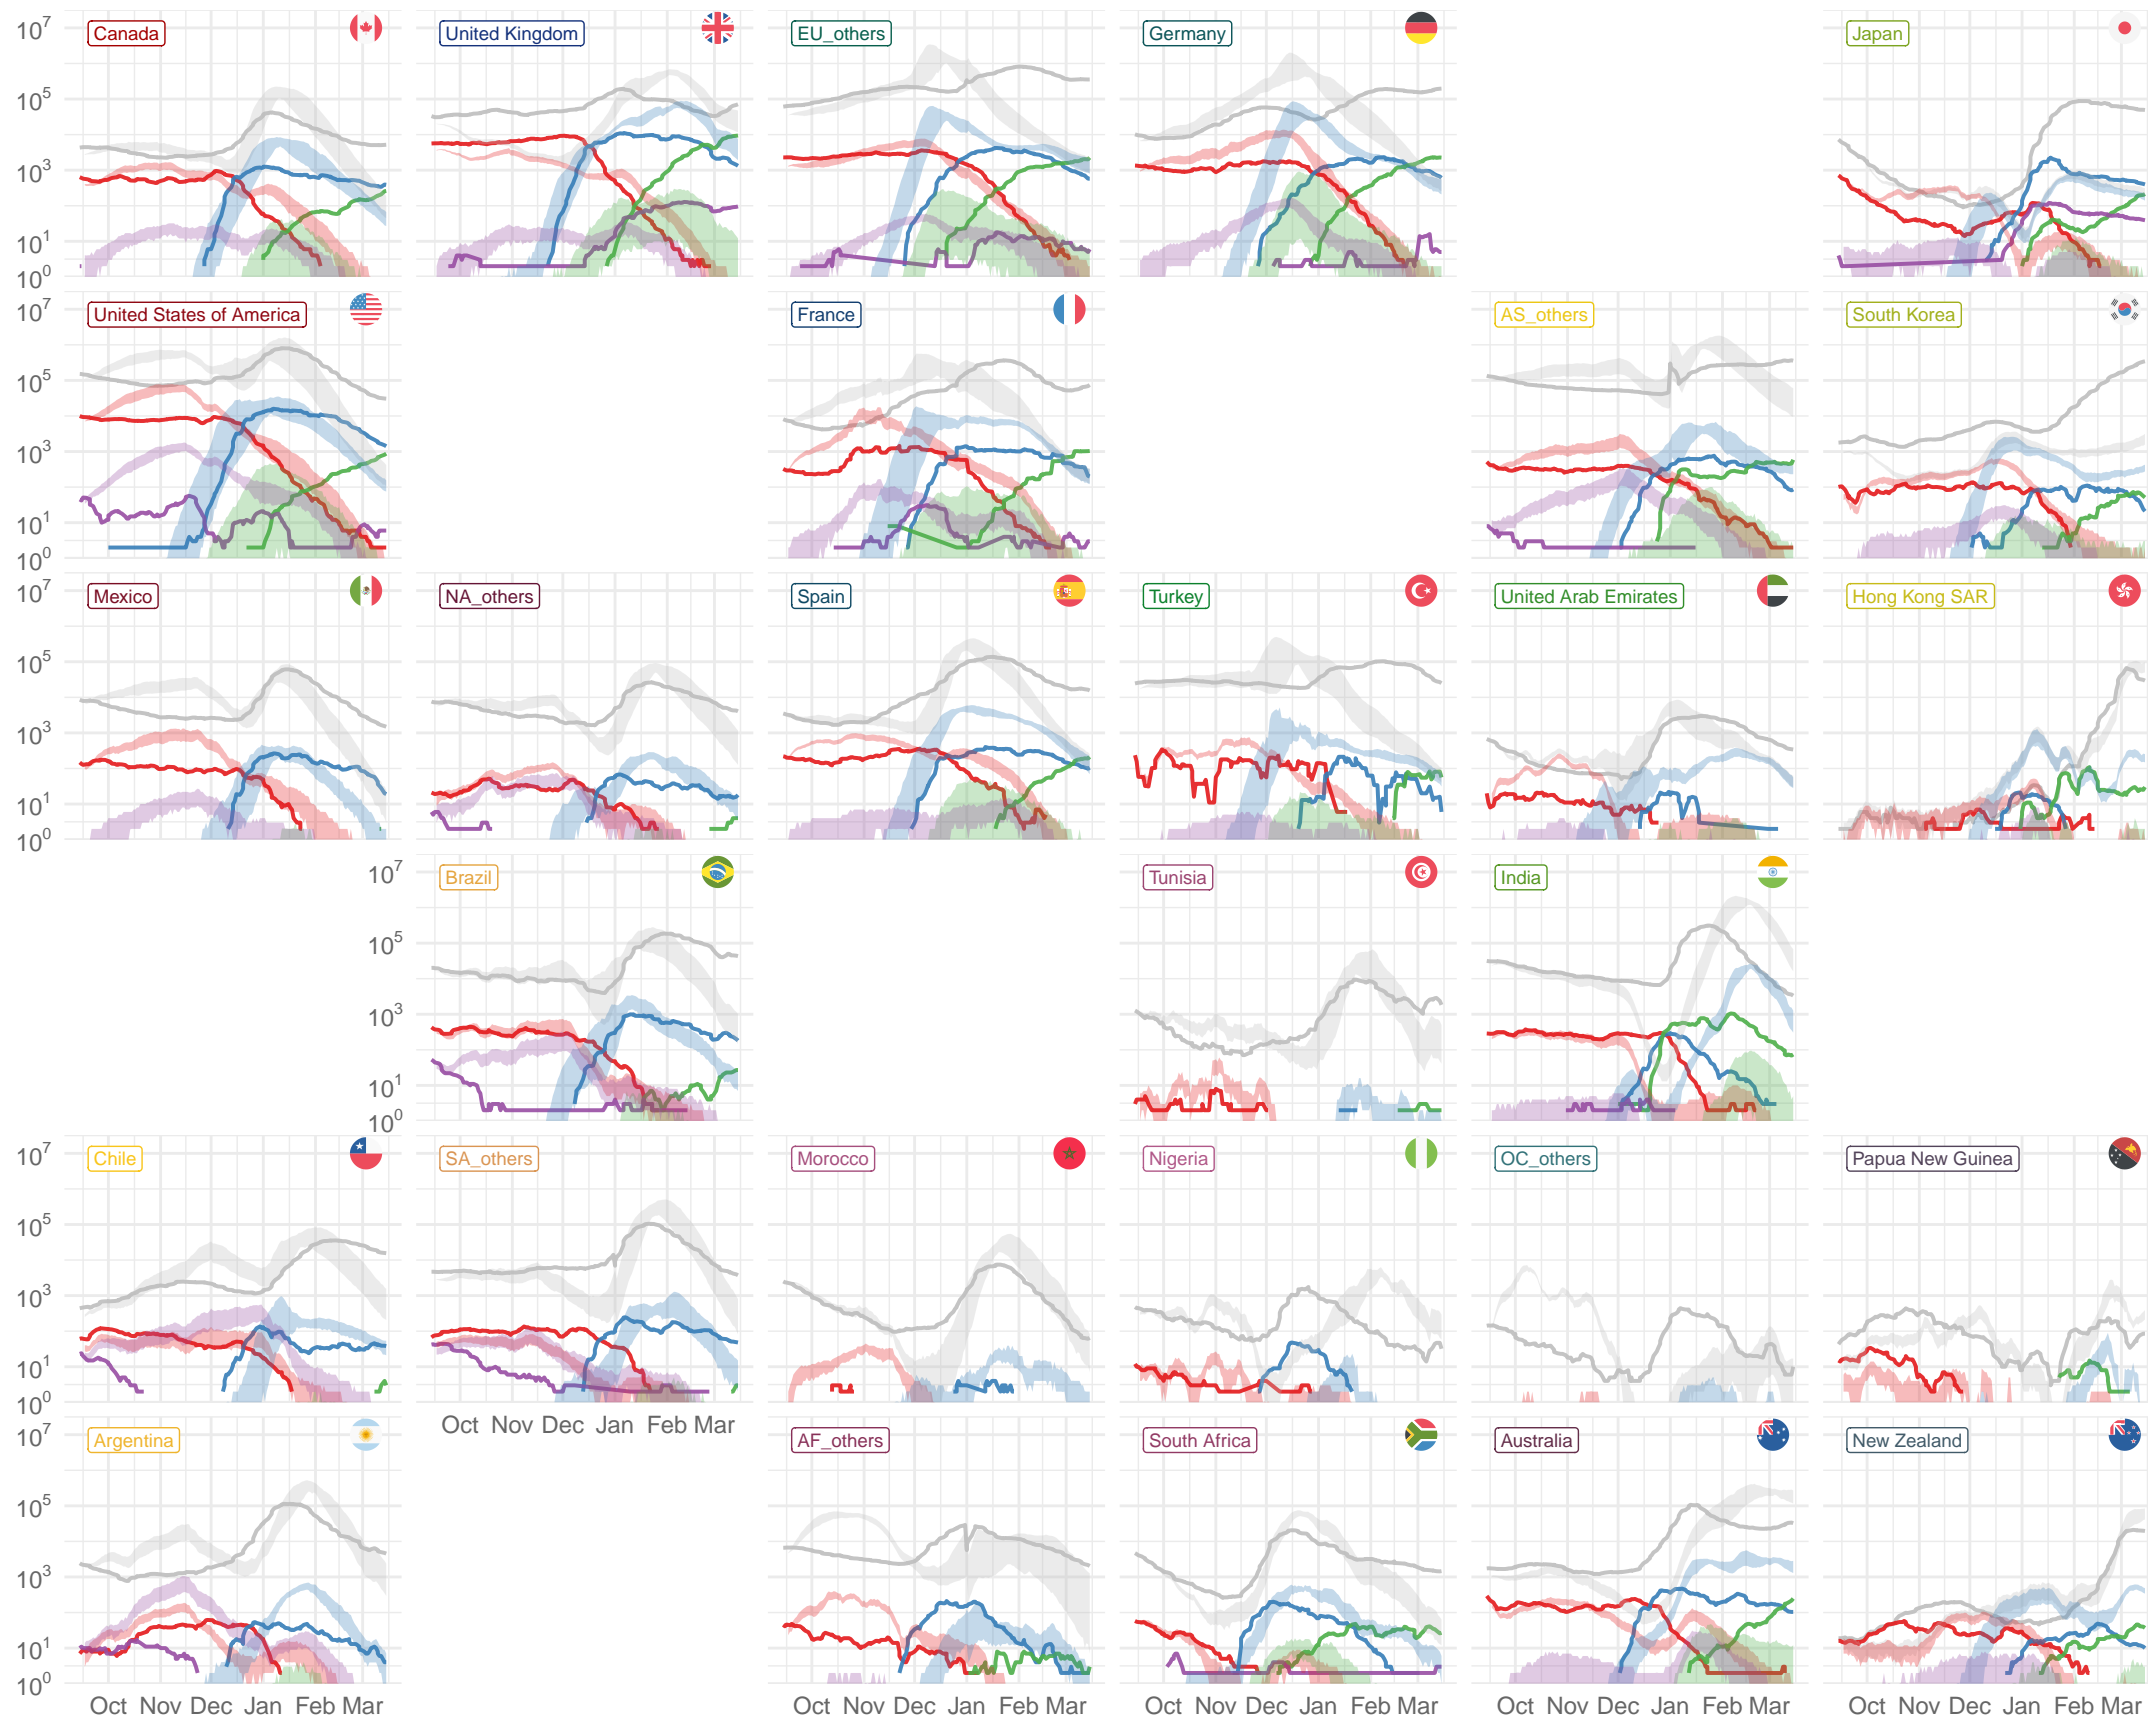 Canada
United Kingdom
EU_others
Germany
Japan
10^7
10^5
10^3
10^1
10^0
United States of America
France
AS_others
South Korea
10^7
10^5
10^3
10^1
10^0
Mexico
NA_others
Spain
Turkey
United Arab Emirates
Hong Kong SAR
10^7
10^5
10^3
10^1
10^0
Brazil
Tunisia
India
10^7
10^5
10^3
10^1
10^0
Chile
SA_others
Morocco
Nigeria
OC_others
Papua New Guinea
10^7
10^5
10^3
10^1
10^0
Oct Nov Dec Jan Feb Mar
Argentina
AF_others
South Africa
Australia
New Zealand
10^7
10^5
10^3
10^1
10^0
Oct Nov Dec Jan Feb Mar
Oct Nov Dec Jan Feb Mar
Oct Nov Dec Jan Feb Mar
Oct Nov Dec Jan Feb Mar
Oct Nov Dec Jan Feb Mar